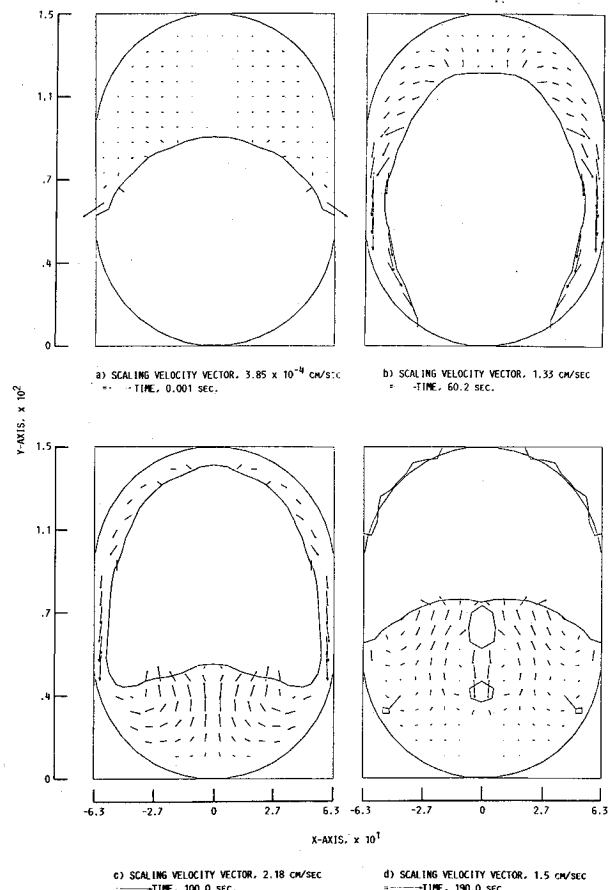 1.5
1.1
.7
.4
0
a) SCALING VELOCITY VECTOR, 3.85 x 10-4 CM/SEC
TIME, 0.001 SEC.
b) SCALING VELOCITY VECTOR, 1.33 CM/SEC
TIME, 60.2 SEC.
Y-AXIS, x 10²
1.5
1.1
.7
.4
0
-6.3 -2.7 0 2.7 6.3 -6.3 -2.7 0 2.7 6.3
X-AXIS, x 10¹
c) SCALING VELOCITY VECTOR, 2.18 CM/SEC
TIME, 100.0 SEC.
d) SCALING VELOCITY VECTOR, 1.5 CM/SEC
TIME, 190.0 SEC.